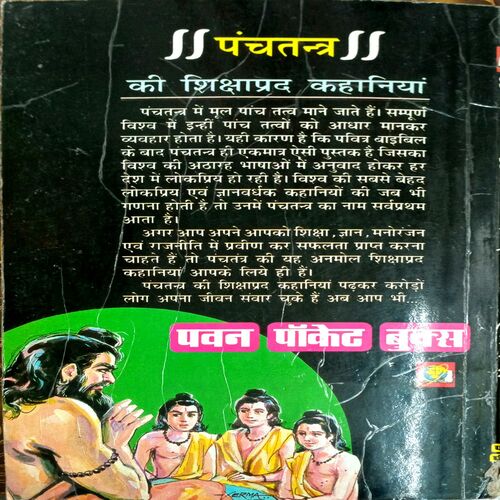 पंचतन्त्र
की शिक्षाप्रद कहानियां
पंचतन्त्र में मूल पांच तत्व माने जाते हैं। सम्पूर्ण
विश्व में इन्हीं पांच तत्वों को आधार मानकर
व्यवहार होता है। यही कारण है कि पवित्र बाइबिल
के बाद पंचतन्त्र ही एकमात्र ऐसी पुस्तक है जिसका
विश्व की अठारह भाषाओं में अनुवाद होकर हर
देश में लोकप्रिय हो रही है। विश्व की सबसे बेहद
लोकप्रिय एवं ज्ञानवर्धक कहानियों की जब भी
गणना होती है, तो उनमें पंचतन्त्र का नाम सर्वप्रथम
आता है।
अगर आप अपने आपको शिक्षा, ज्ञान, मनोरंजन
एवं राजनीति में प्रवीण कर सफलता प्राप्त करना
चाहते हैं, तो पंचतंत्र की यह अनमोल शिक्षाप्रद
कहानियां आपके लिये ही हैं।
पंचतन्त्र की शिक्षाप्रद कहानियां पढ़कर करोड़ो
लोग अपना जीवन संवार चुके हैं अब आप भी....
पवन पॉकेट बुक्स